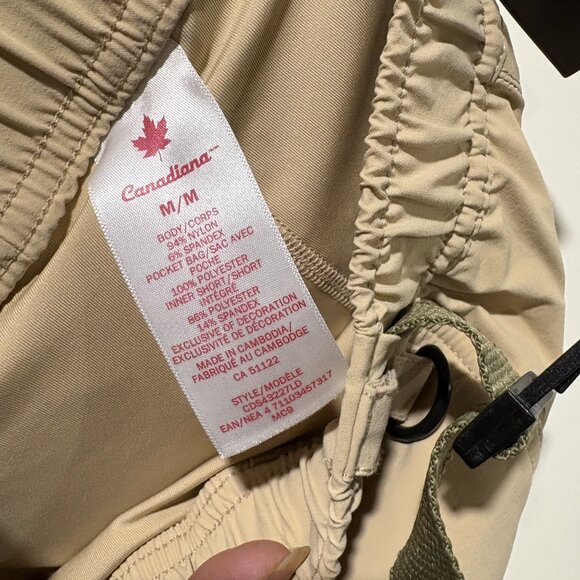 Canadiana™
M/M
BODY/CORPS
94% NYLON
6% SPANDEX
POCKET BAG/SAC AVEC
POCHE
100% POLYESTER
INNER SHORT/SHORT
INTÉGRÉ
86% POLYESTER
14% SPANDEX
EXCLUSIVE OF DECORATION/
EXCLUSIVITÉ DE DÉCORATION
MADE IN CAMBODIA/
FABRIQUÉ AU CAMBODGE
CA 51122
STYLE/MODÈLE
CDS43227LD
EAN/NEA 4 71103457317
MC9